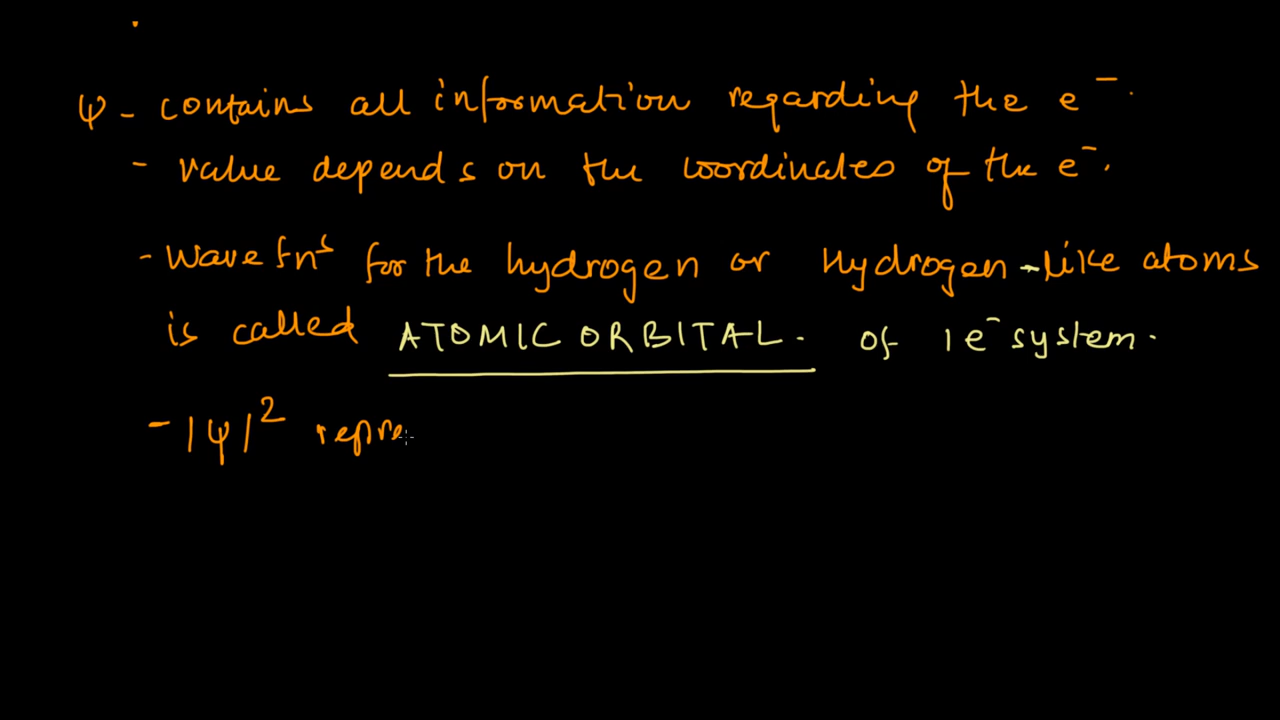 ψ - contains all information regarding the e⁻.
- value depends on the coordinates of the e⁻.
- Wave fnˢ for the hydrogen or Hydrogen-like atoms
is called ATOMIC ORBITAL. of 1e⁻ system.
- |ψ|² repre